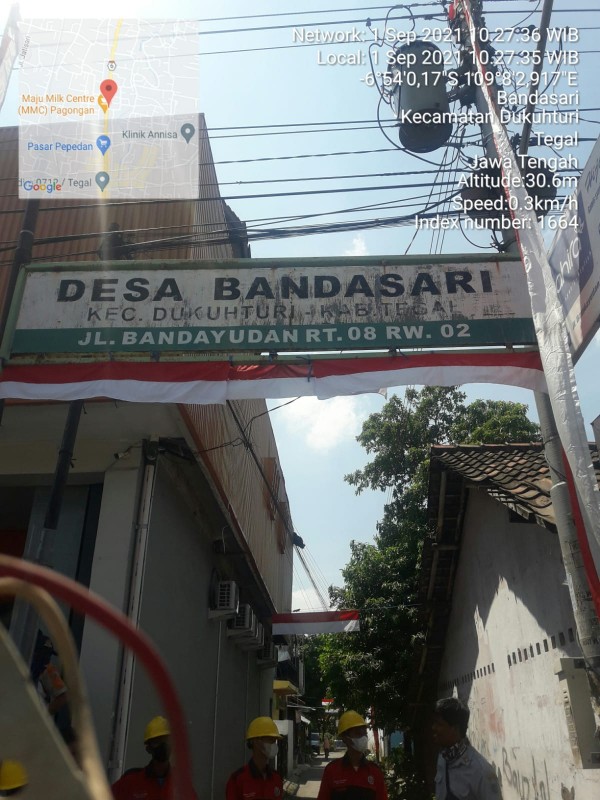 Network: 1 Sep 2021 10.27.36 WIB
Local: 1 Sep 2021 10.27.35 WIB
-6°54'0,17"S 109°8'2,917"E
Bandasari
Kecamatan Dukuhturi
Tegal
Jawa Tengah
Altitude:30.6m
Speed:0.3km/h
Index number: 1664
Maju Milk Centre
(MMC) Pagongan
Klinik Annisa
Pasar Pepedan
0712 / Tegal
Google
DESA BANDASARI
KEC. DUKUHTURI - KAB. TEGAL
JL. BANDAYUDAN RT. 08 RW. 02